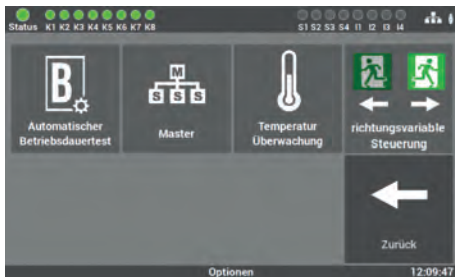 Status K1 K2 K3 K4 K5 K6 K7 K8 S1 S2 S3 S4 I1 I2 I3 I4
B
M
S S S
Automatischer
Betriebsdauertest
Master
Temperatur
Überwachung
richtungsvariable
Steuerung
Zurück
Optionen 12:09:47